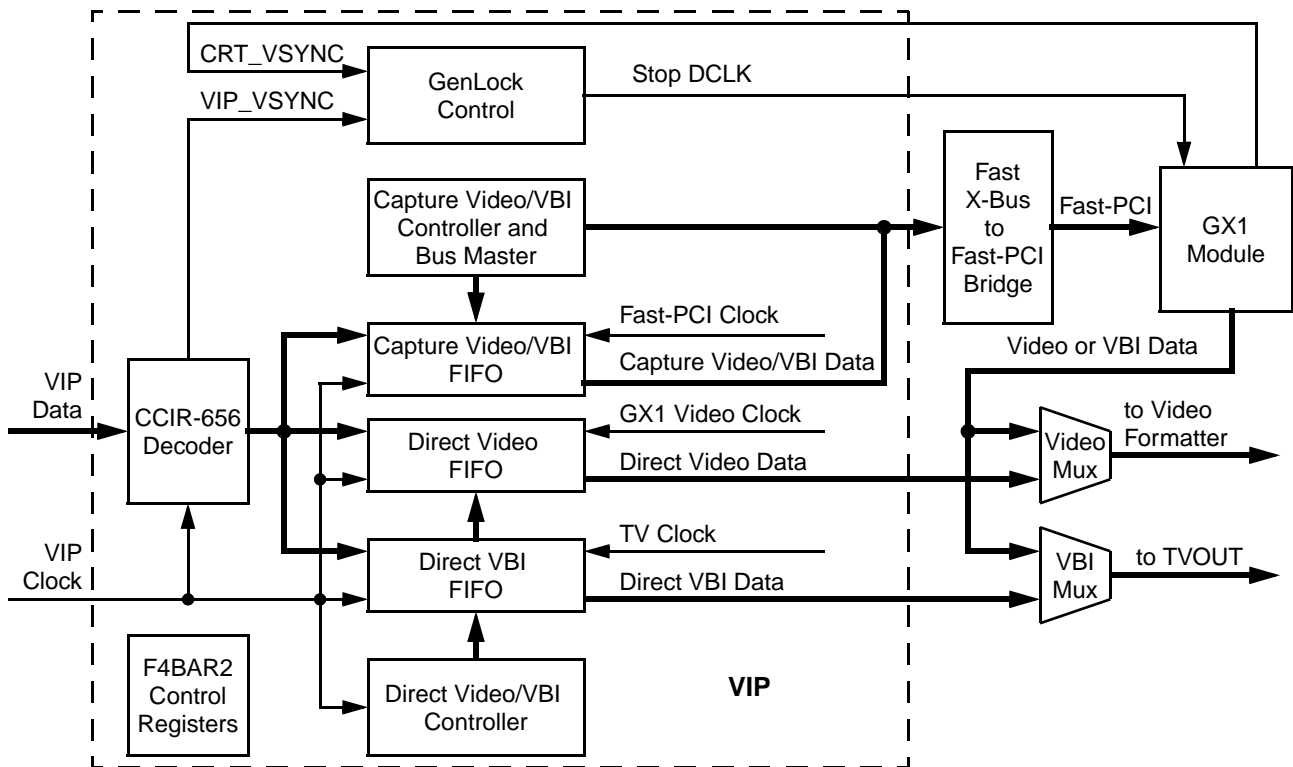 CRT_VSYNC
VIP_VSYNC
GenLock
Control
Stop DCLK
Capture Video/VBI
Controller and
Bus Master
Fast
X-Bus
to
Fast-PCI
Bridge
Fast-PCI
GX1
Module
Fast-PCI Clock
Capture Video/VBI
FIFO
Capture Video/VBI Data
Video or VBI Data
VIP
Data
CCIR-656
Decoder
GX1 Video Clock
Direct Video
FIFO
Direct Video Data
Video
Mux
to Video
Formatter
TV Clock
VIP
Clock
Direct VBI
FIFO
Direct VBI Data
VBI
Mux
to TVOUT
F4BAR2
Control
Registers
Direct Video/VBI
Controller
VIP